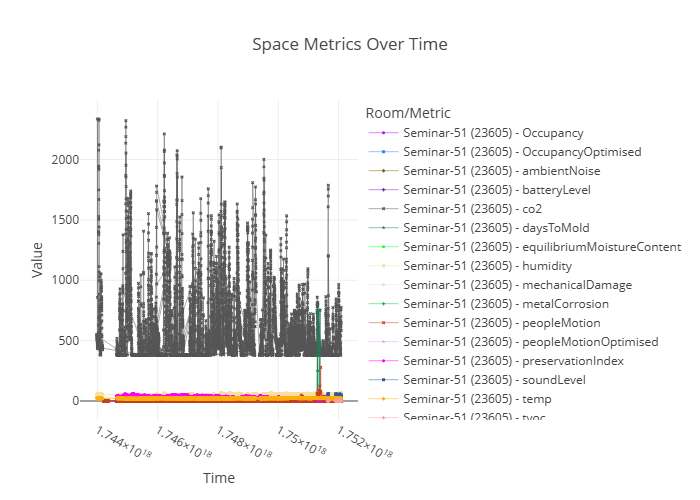 Space Metrics Over Time
Room/Metric
Seminar-51 (23605) - Occupancy
Seminar-51 (23605) - OccupancyOptimised
Seminar-51 (23605) - ambientNoise
Seminar-51 (23605) - batteryLevel
Seminar-51 (23605) - co2
Seminar-51 (23605) - daysToMold
Seminar-51 (23605) - equilibriumMoistureContent
Seminar-51 (23605) - humidity
Seminar-51 (23605) - mechanicalDamage
Seminar-51 (23605) - metalCorrosion
Seminar-51 (23605) - peopleMotion
Seminar-51 (23605) - peopleMotionOptimised
Seminar-51 (23605) - preservationIndex
Seminar-51 (23605) - soundLevel
Seminar-51 (23605) - temp
Seminar-51 (23605) - tvoc
Value
2000
1500
1000
500
0
1.744×10¹⁸
1.746×10¹⁸
1.748×10¹⁸
1.75×10¹⁸
1.752×10¹⁸
Time